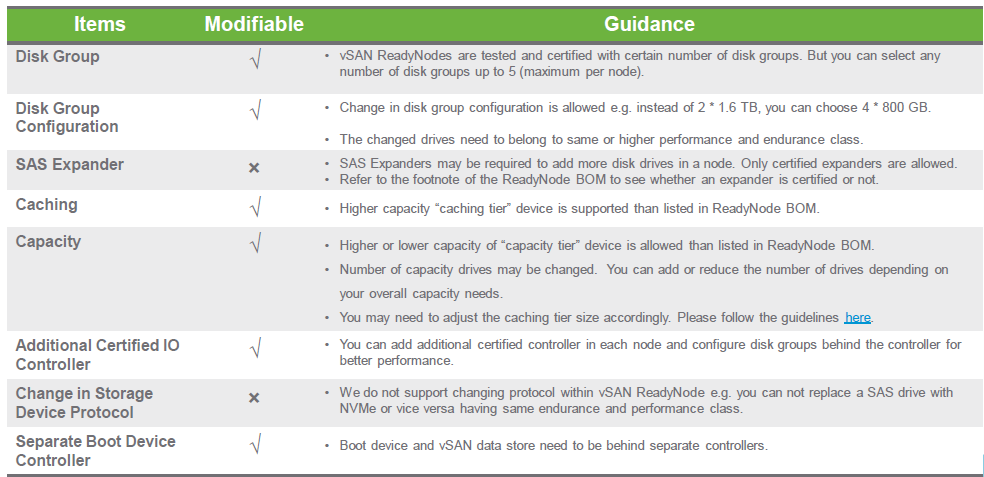 Items Modifiable Guidance
Disk Group √ • vSAN ReadyNodes are tested and certified with certain number of disk groups. But you can select any
number of disk groups up to 5 (maximum per node).
Disk Group √ • Change in disk group configuration is allowed e.g. instead of 2 * 1.6 TB, you can choose 4 * 800 GB.
Configuration
• The changed drives need to belong to same or higher performance and endurance class.
SAS Expander × • SAS Expanders may be required to add more disk drives in a node. Only certified expanders are allowed.
• Refer to the footnote of the ReadyNode BOM to see whether an expander is certified or not.
Caching √ • Higher capacity “caching tier” device is supported than listed in ReadyNode BOM.
Capacity √ • Higher or lower capacity of “capacity tier” device is allowed than listed in ReadyNode BOM.
• Number of capacity drives may be changed. You can add or reduce the number of drives depending on
your overall capacity needs.
• You may need to adjust the caching tier size accordingly. Please follow the guidelines here.
Additional Certified IO √ • You can add additional certified controller in each node and configure disk groups behind the controller for
Controller better performance.
Change in Storage × • We do not support changing protocol within vSAN ReadyNode e.g. you can not replace a SAS drive with
Device Protocol NVMe or vice versa having same endurance and performance class.
Separate Boot Device √ • Boot device and vSAN data store need to be behind separate controllers.
Controller